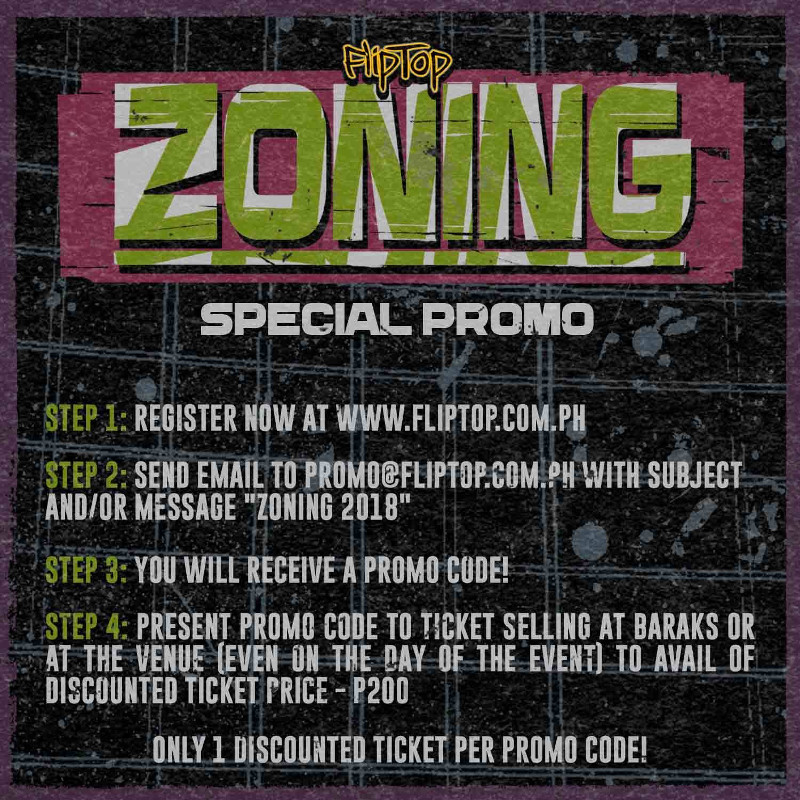 FlipTop
ZONING
SPECIAL PROMO
STEP 1: REGISTER NOW AT WWW.FLIPTOP.COM.PH
STEP 2: SEND EMAIL TO PROMO@FLIPTOP.COM.PH WITH SUBJECT
AND/OR MESSAGE "ZONING 2018"
STEP 3: YOU WILL RECEIVE A PROMO CODE!
STEP 4: PRESENT PROMO CODE TO TICKET SELLING AT BARAKS OR
AT THE VENUE (EVEN ON THE DAY OF THE EVENT) TO AVAIL OF
DISCOUNTED TICKET PRICE - P200
ONLY 1 DISCOUNTED TICKET PER PROMO CODE!